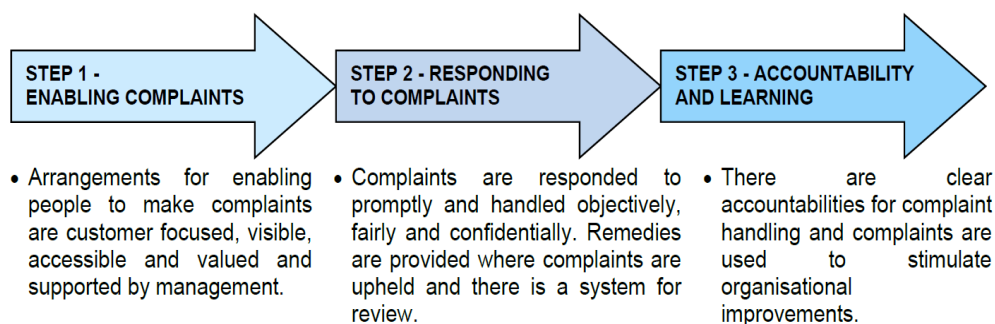 STEP 1 -
ENABLING COMPLAINTS
STEP 2 - RESPONDING
TO COMPLAINTS
STEP 3 - ACCOUNTABILITY
AND LEARNING
• Arrangements for enabling
people to make complaints
are customer focused, visible,
accessible and valued and
supported by management.
• Complaints are responded to
promptly and handled objectively,
fairly and confidentially. Remedies
are provided where complaints are
upheld and there is a system for
review.
• There are clear
accountabilities for complaint
handling and complaints are
used to stimulate
organisational
improvements.